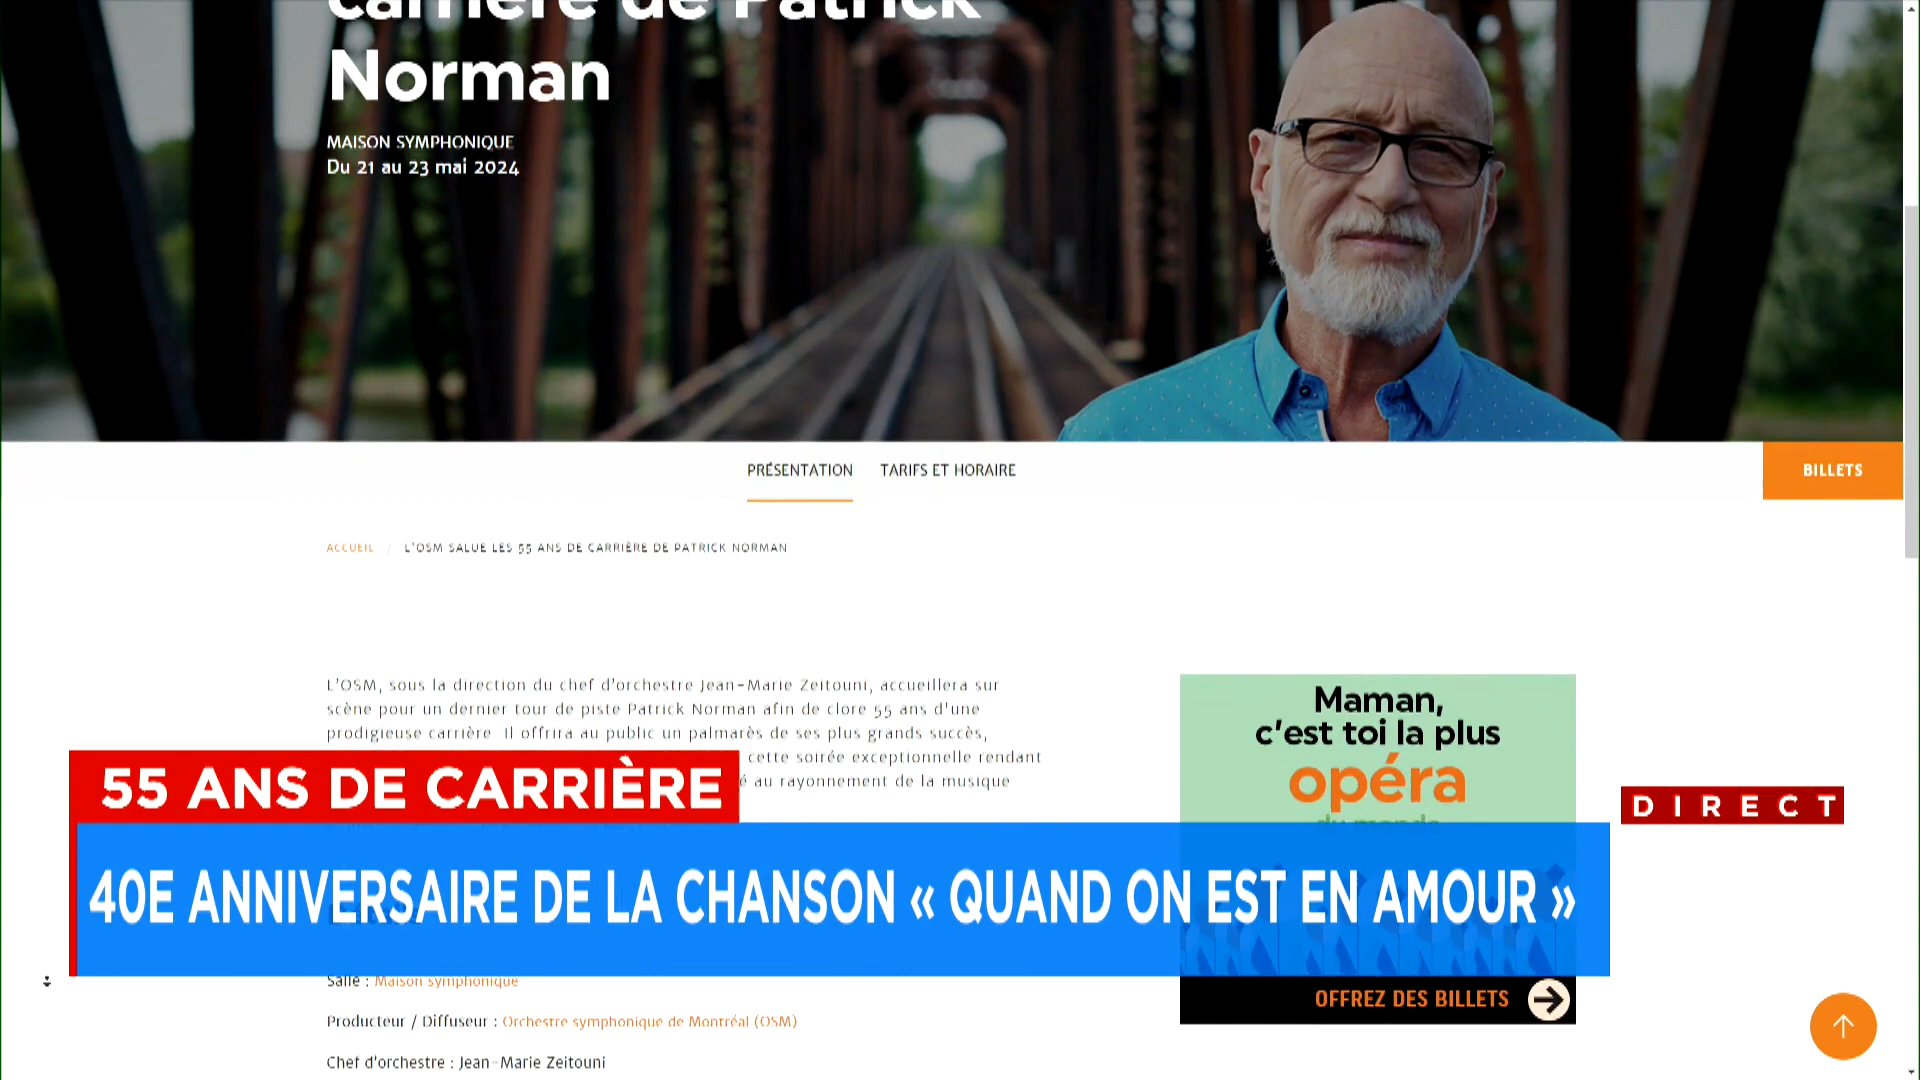 carrière de Patrick
Norman
MAISON SYMPHONIQUE
Du 21 au 23 mai 2024
PRÉSENTATION TARIFS ET HORAIRE
BILLETS
ACCUEIL / L'OSM SALUE LES 55 ANS DE CARRIÈRE DE PATRICK NORMAN
L'OSM, sous la direction du chef d'orchestre Jean-Marie Zeitouni, accueillera sur
scène pour un dernier tour de piste Patrick Norman afin de clore 55 ans d'une
prodigieuse carrière. Il offrira au public un palmarès de ses plus grands succès,
cette soirée exceptionnelle rendant
é au rayonnement de la musique
Maman,
c'est toi la plus
opéra
du monde
55 ANS DE CARRIÈRE
DIRECT
40E ANNIVERSAIRE DE LA CHANSON « QUAND ON EST EN AMOUR »
Salle : Maison symphonique
OFFREZ DES BILLETS
Producteur / Diffuseur : Orchestre symphonique de Montréal (OSM)
Chef d'orchestre : Jean-Marie Zeitouni